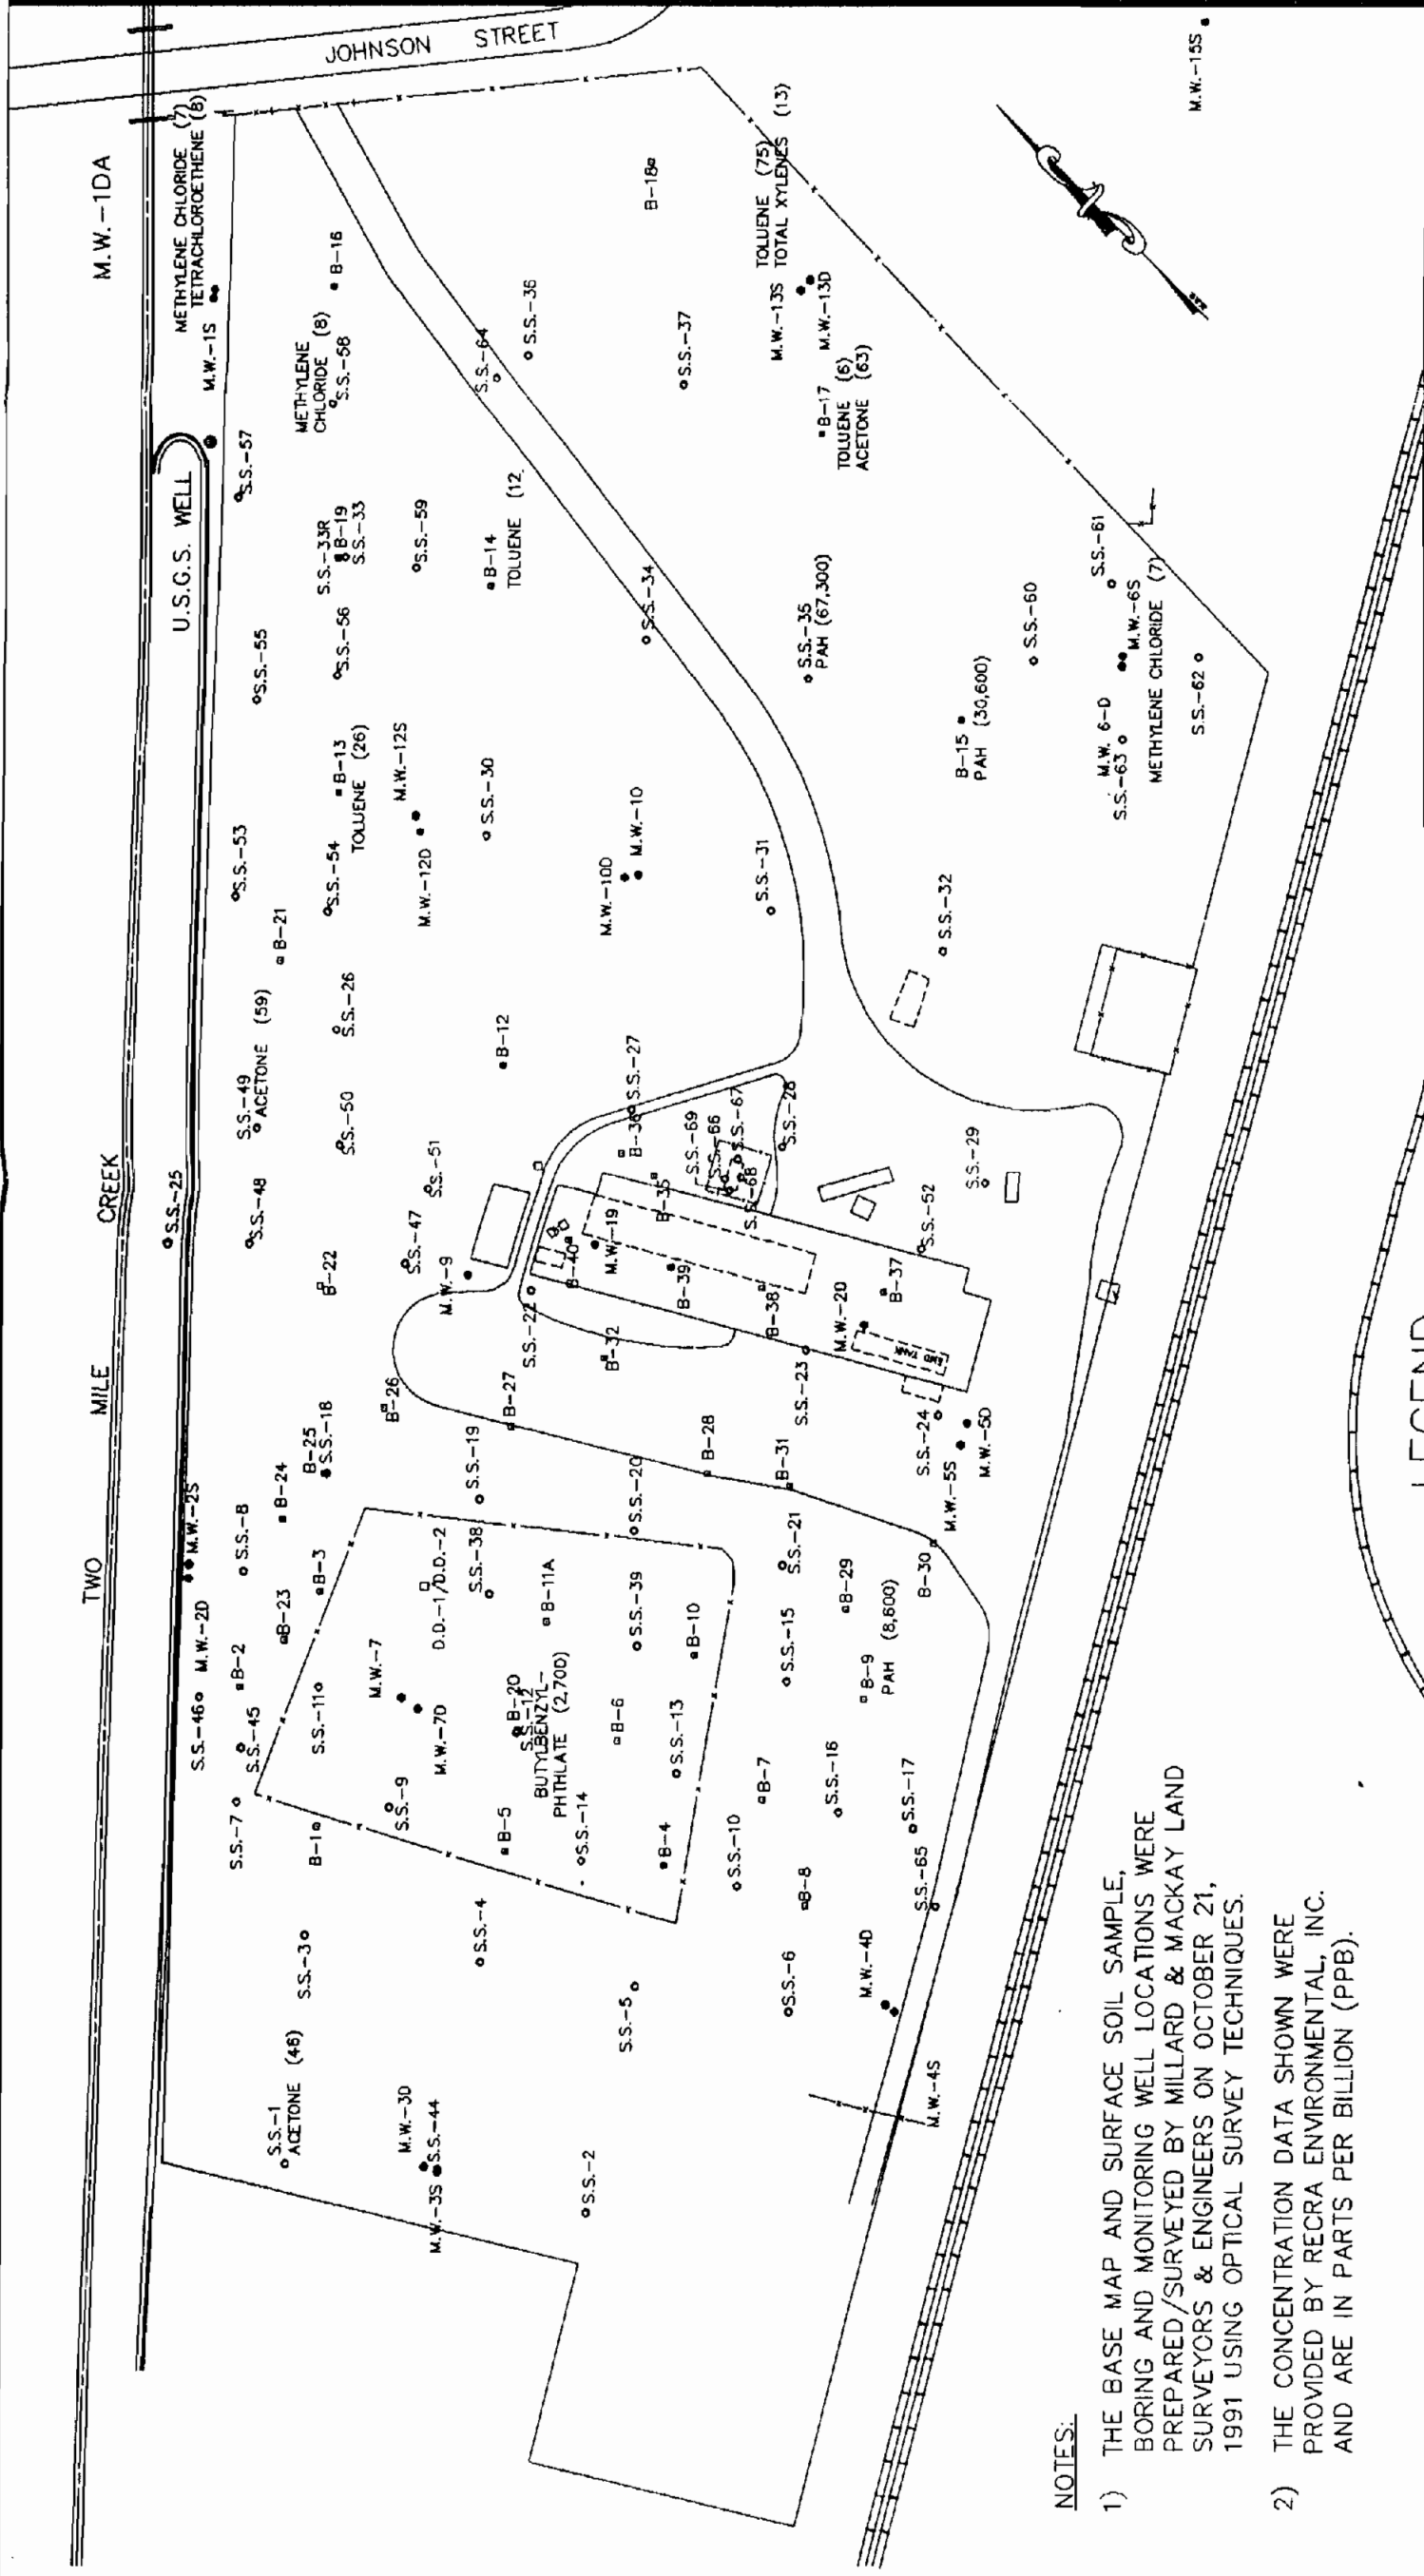 TWO MILE CREEK
JOHNSON STREET
M.W.-1DA
METHYLENE CHLORIDE (7)
TETRACHLOROETHENE (8)
M.W.-1S
U.S.G.S. WELL
S.S.-57
B-16
METHYLENE
CHLORIDE (8)
S.S.-58
S.S.-64
S.S.-36
B-18
S.S.-37
TOLUENE (75)
M.W.-13S TOTAL XYLENES (13)
M.W.-13D
B-17
TOLUENE (6)
ACETONE (63)
M.W.-15S
S.S.-55
S.S.-33R
B-19
S.S.-33
S.S.-56
S.S.-59
B-14
TOLUENE (12
S.S.-34
S.S.-35
PAH (67,300)
S.S.-61
S.S.-60
M.W.-6S
M.W. 6-D
S.S.-63
METHYLENE CHLORIDE (7)
S.S.-62
B-15
PAH (30,600)
S.S.-53
B-13
TOLUENE (26)
S.S.-54
M.W.-12S
M.W.-12D
S.S.-30
M.W.-10D
M.W.-10
S.S.-31
S.S.-32
B-21
S.S.-49
ACETONE (59)
S.S.-26
S.S.-50
B-12
S.S.-25
S.S.-48
S.S.-51
S.S.-47
B-22
M.W.-9
S.S.-27
B-36
S.S.-69
S.S.-66
S.S.-67
S.S.-68
S.S.-28
B-35
S.S.-29
S.S.-52
M.W.-19
B-40
B-39
B-38
B-37
M.W.-20
S.S.-22
B-32
S.S.-23
S.S.-24
M.W.-5S
M.W.-5D
B-26
B-27
B-28
B-31
B-30
B-25
S.S.-18
S.S.-19
S.S.-20
S.S.-21
M.W.-2S
M.W.-2D
S.S.-46
S.S.-8
B-24
B-23
B-3
B-2
S.S.-45
S.S.-7
S.S.-11
B-1
M.W.-7
M.W.-7D
D.D.-1/D.D.-2
S.S.-38
B-11A
S.S.-39
B-10
S.S.-9
B-20
S.S.-12
BUTYLBENZYL-
PHTHLATE (2,700)
B-6
S.S.-13
B-5
S.S.-14
B-4
S.S.-15
B-29
B-9
PAH (8,600)
B-7
S.S.-16
S.S.-17
S.S.-10
B-8
S.S.-65
S.S.-3
S.S.-4
S.S.-5
S.S.-6
M.W.-4D
M.W.-4S
S.S.-1
ACETONE (46)
M.W.-3D
S.S.-44
M.W.-3S
S.S.-2
NOTES:
1) THE BASE MAP AND SURFACE SOIL SAMPLE,
BORING AND MONITORING WELL LOCATIONS WERE
PREPARED/SURVEYED BY MILLARD & MACKAY LAND
SURVEYORS & ENGINEERS ON OCTOBER 21,
1991 USING OPTICAL SURVEY TECHNIQUES.
2) THE CONCENTRATION DATA SHOWN WERE
PROVIDED BY RECRA ENVIRONMENTAL, INC.
AND ARE IN PARTS PER BILLION (PPB).